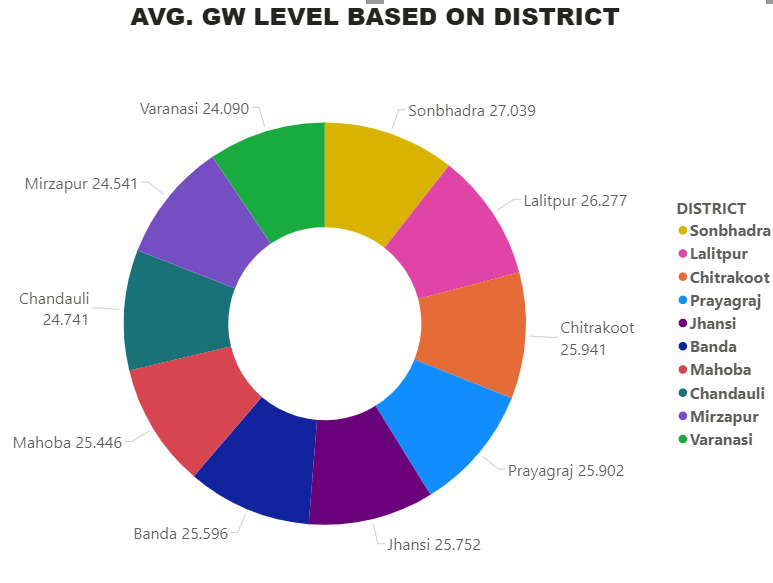 AVG. GW LEVEL BASED ON DISTRICT
Varanasi 24.090
Sonbhadra 27.039
Mirzapur 24.541
Lalitpur 26.277
Chandauli
24.741
Chitrakoot
25.941
Mahoba 25.446
Prayagraj 25.902
Banda 25.596
Jhansi 25.752
DISTRICT
Sonbhadra
Lalitpur
Chitrakoot
Prayagraj
Jhansi
Banda
Mahoba
Chandauli
Mirzapur
Varanasi